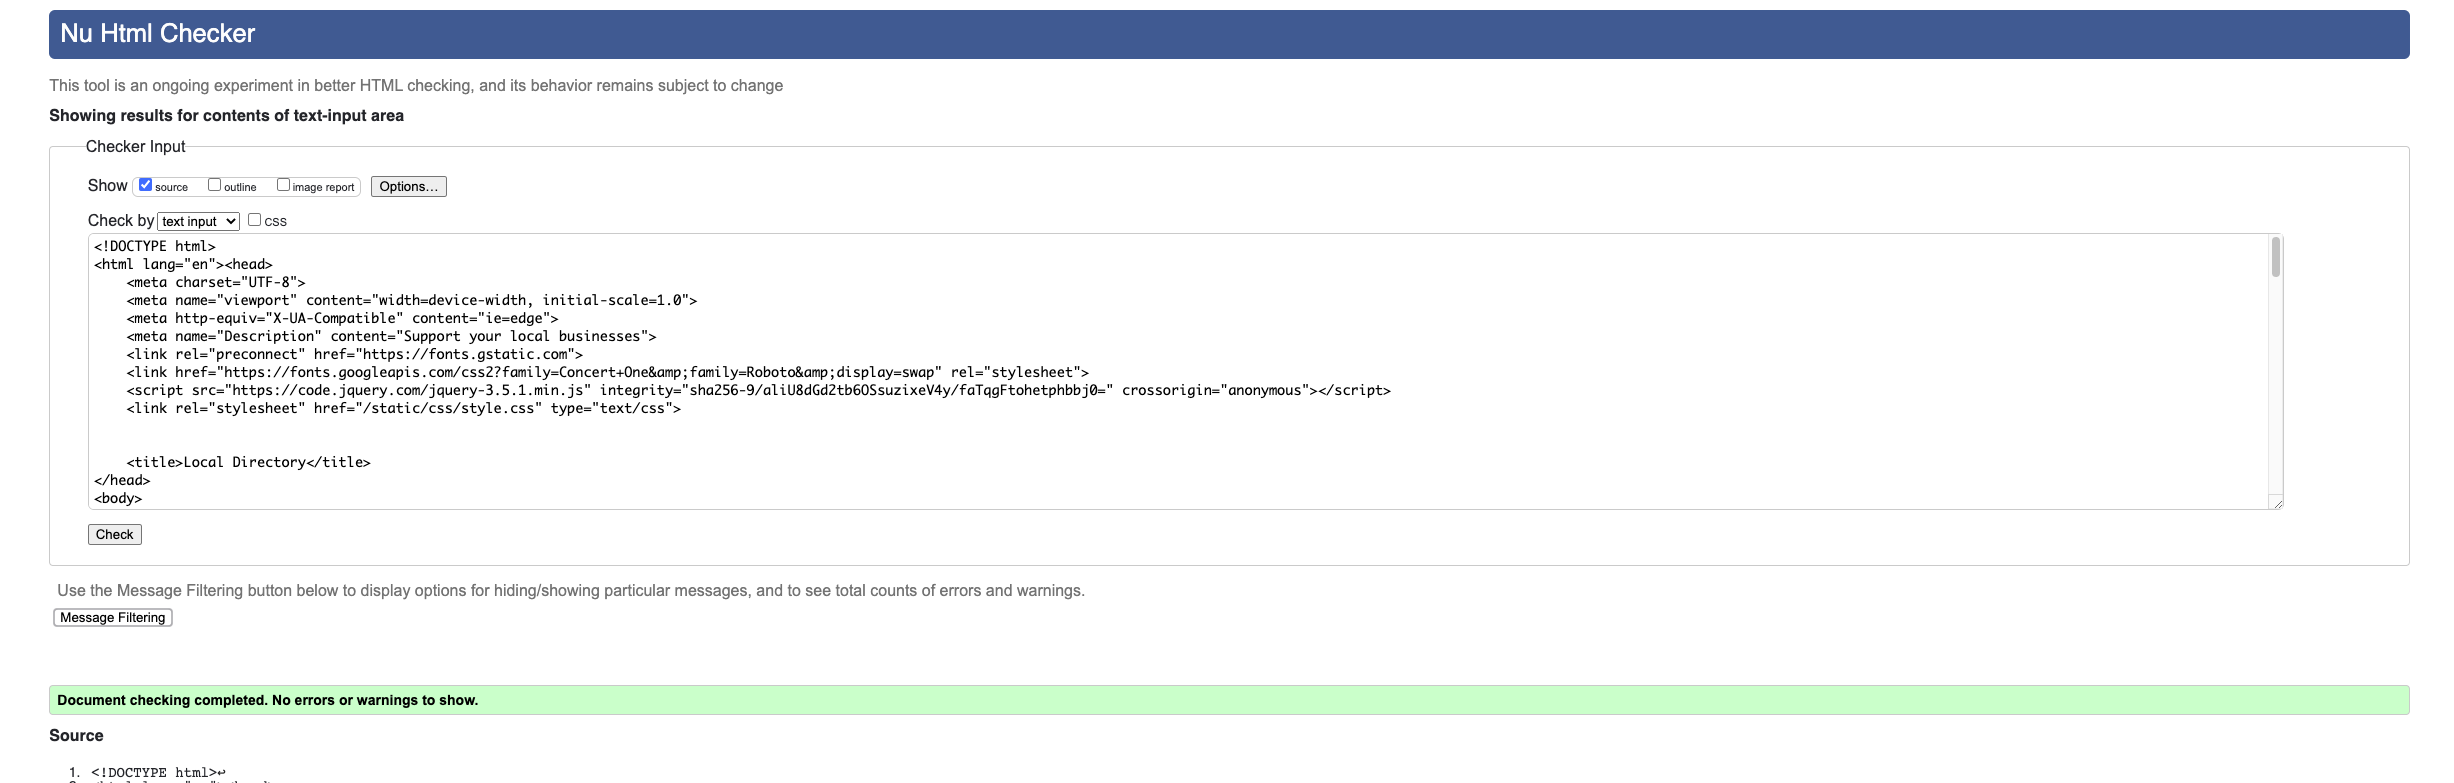 Nu Html Checker
This tool is an ongoing experiment in better HTML checking, and its behavior remains subject to change
Showing results for contents of text-input area
Checker Input
Show source outline image report Options...
Check by text input css
<!DOCTYPE html>
<html lang="en"><head>
    <meta charset="UTF-8">
    <meta name="viewport" content="width=device-width, initial-scale=1.0">
    <meta http-equiv="X-UA-Compatible" content="ie=edge">
    <meta name="Description" content="Support your local businesses">
    <link rel="preconnect" href="https://fonts.gstatic.com">
    <link href="https://fonts.googleapis.com/css2?family=Concert+One&amp;family=Roboto&amp;display=swap" rel="stylesheet">
    <script src="https://code.jquery.com/jquery-3.5.1.min.js" integrity="sha256-9/aliU8dGd2tb6OSsuzixeV4y/faTqgFtohetphbbj0=" crossorigin="anonymous"></script>
    <link rel="stylesheet" href="/static/css/style.css" type="text/css">
    <title>Local Directory</title>
</head>
<body>
Check
Use the Message Filtering button below to display options for hiding/showing particular messages, and to see total counts of errors and warnings.
Message Filtering
Document checking completed. No errors or warnings to show.
Source
1. <!DOCTYPE html>↩